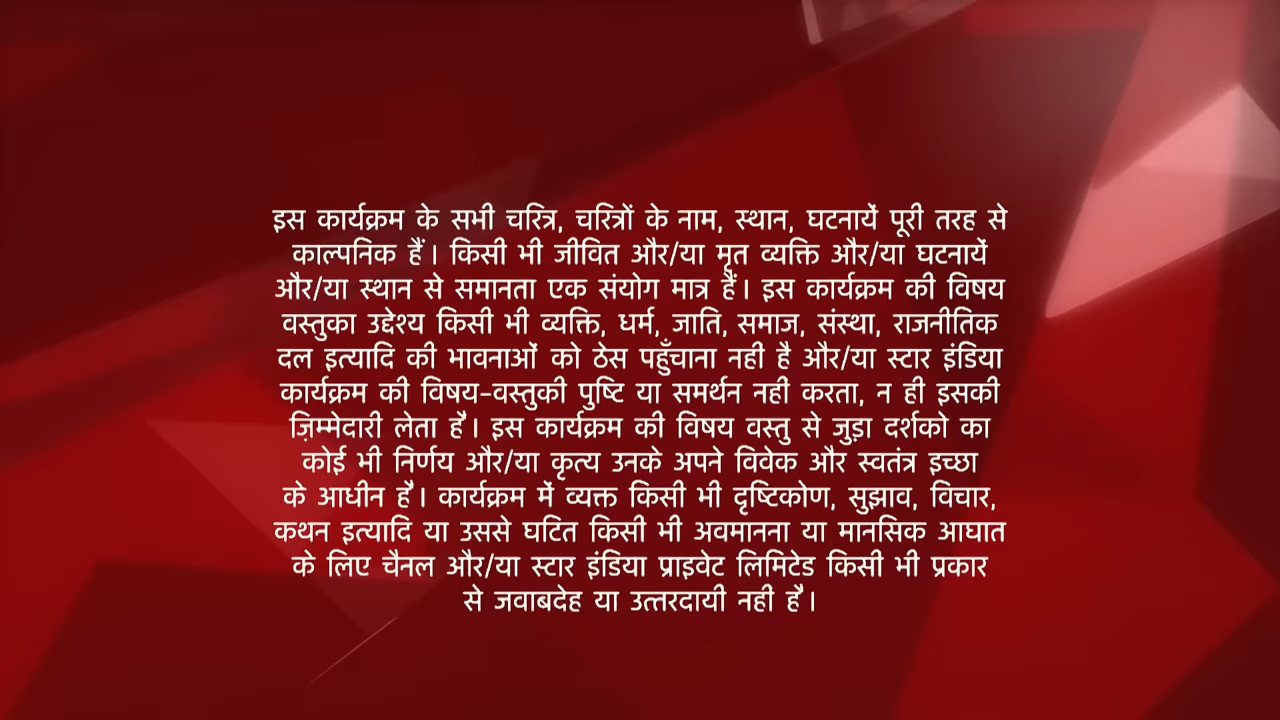 इस कार्यक्रम के सभी चरित्र, चरित्रों के नाम, स्थान, घटनायें पूरी तरह से
काल्पनिक हैं। किसी भी जीवित और/या मृत व्यक्ति और/या घटनायें
और/या स्थान से समानता एक संयोग मात्र हैं। इस कार्यक्रम की विषय
वस्तुका उद्देश्य किसी भी व्यक्ति, धर्म, जाति, समाज, संस्था, राजनीतिक
दल इत्यादि की भावनाओं को ठेस पहुँचाना नही है और/या स्टार इंडिया
कार्यक्रम की विषय-वस्तुकी पुष्टि या समर्थन नही करता, न ही इसकी
ज़िम्मेदारी लेता हैं। इस कार्यक्रम की विषय वस्तु से जुड़ा दर्शको का
कोई भी निर्णय और/या कृत्य उनके अपने विवेक और स्वतंत्र इच्छा
के आधीन हैं। कार्यक्रम में व्यक्त किसी भी दृष्टिकोण, सुझाव, विचार,
कथन इत्यादि या उससे घटित किसी भी अवमानना या मानसिक आघात
के लिए चैनल और/या स्टार इंडिया प्राइवेट लिमिटेड किसी भी प्रकार
से जवाबदेह या उत्तरदायी नही हैं।